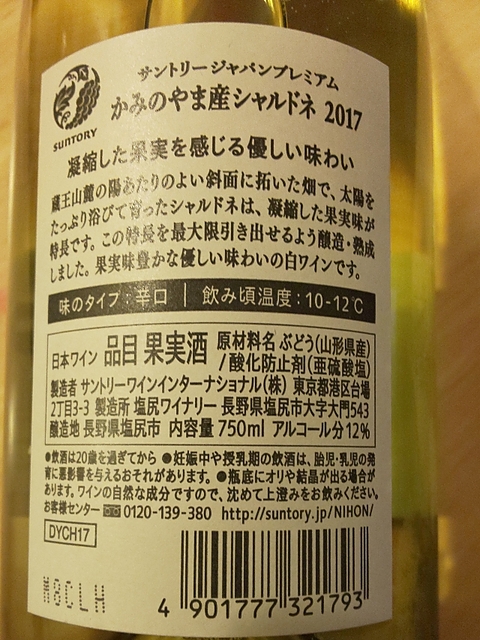 SUNTORY
サントリージャパンプレミアム
かみのやま産シャルドネ 2017
凝縮した果実を感じる優しい味わい
蔵王山麓の陽あたりのよい斜面に拓いた畑で、太陽を
たっぷり浴びて育ったシャルドネは、凝縮した果実味が
特長です。この特長を最大限引き出せるよう醸造・熟成
しました。果実味豊かな優しい味わいの白ワインです。
味のタイプ：辛口 | 飲み頃温度：10-12℃
日本ワイン 品目 果実酒 原材料名 ぶどう(山形県産)
/酸化防止剤(亜硫酸塩)
製造者 サントリーワインインターナショナル(株) 東京都港区台場
2丁目3-3 製造所 塩尻ワイナリー 長野県塩尻市大字大門543
醸造地 長野県塩尻市 内容量 750ml アルコール分12%
●飲酒は20歳を過ぎてから ●妊娠中や授乳期の飲酒は、胎児・乳児の発
育に悪影響を与えるおそれがあります。 ●瓶底にオリや結晶が出る場合が
あります。ワインの自然な成分ですので、沈めて上澄みをお飲みください。
お客様センター 0120-139-380 http://suntory.jp/NIHON/
DYCH17
M8CLH
4 901777 321793